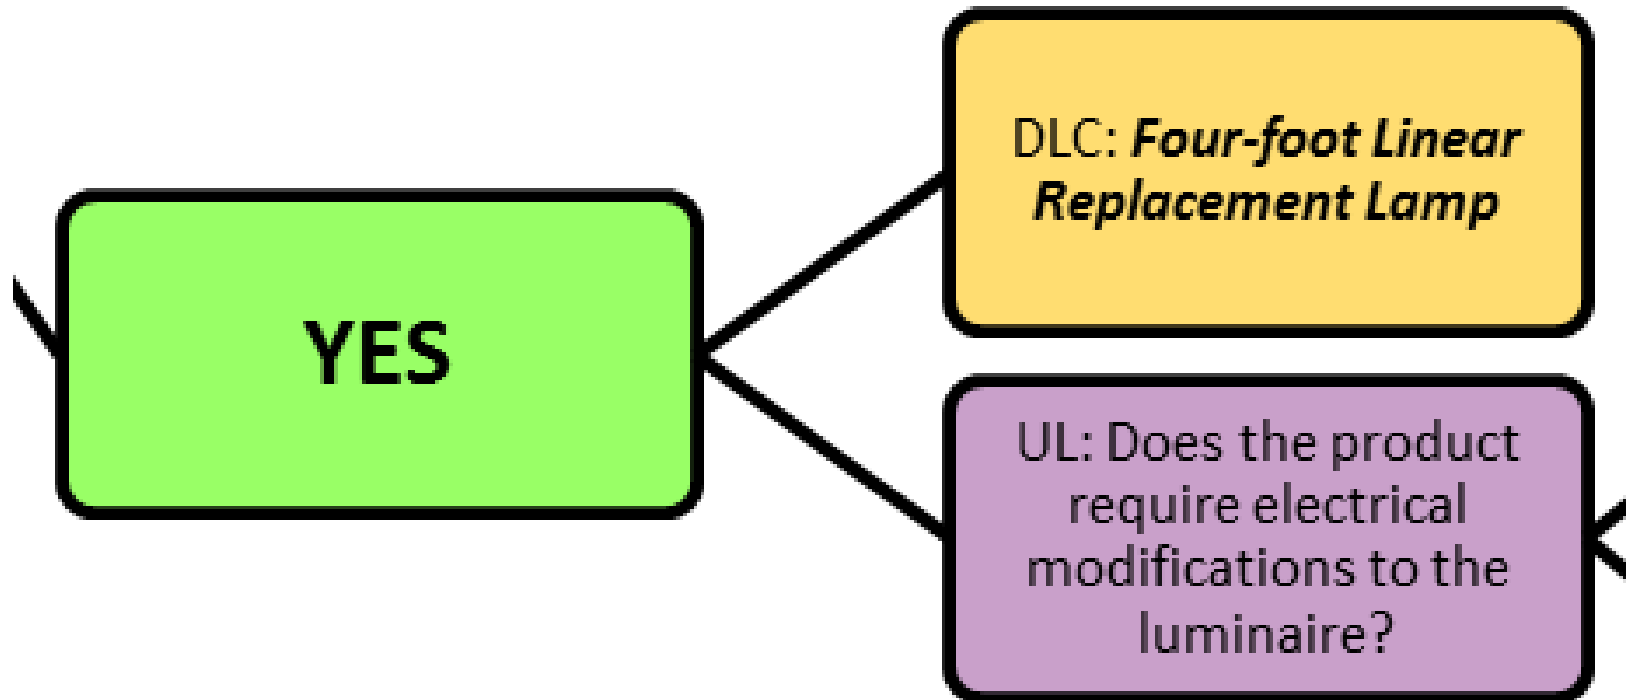 YES
DLC: Four-foot Linear
Replacement Lamp
UL: Does the product
require electrical
modifications to the
luminaire?